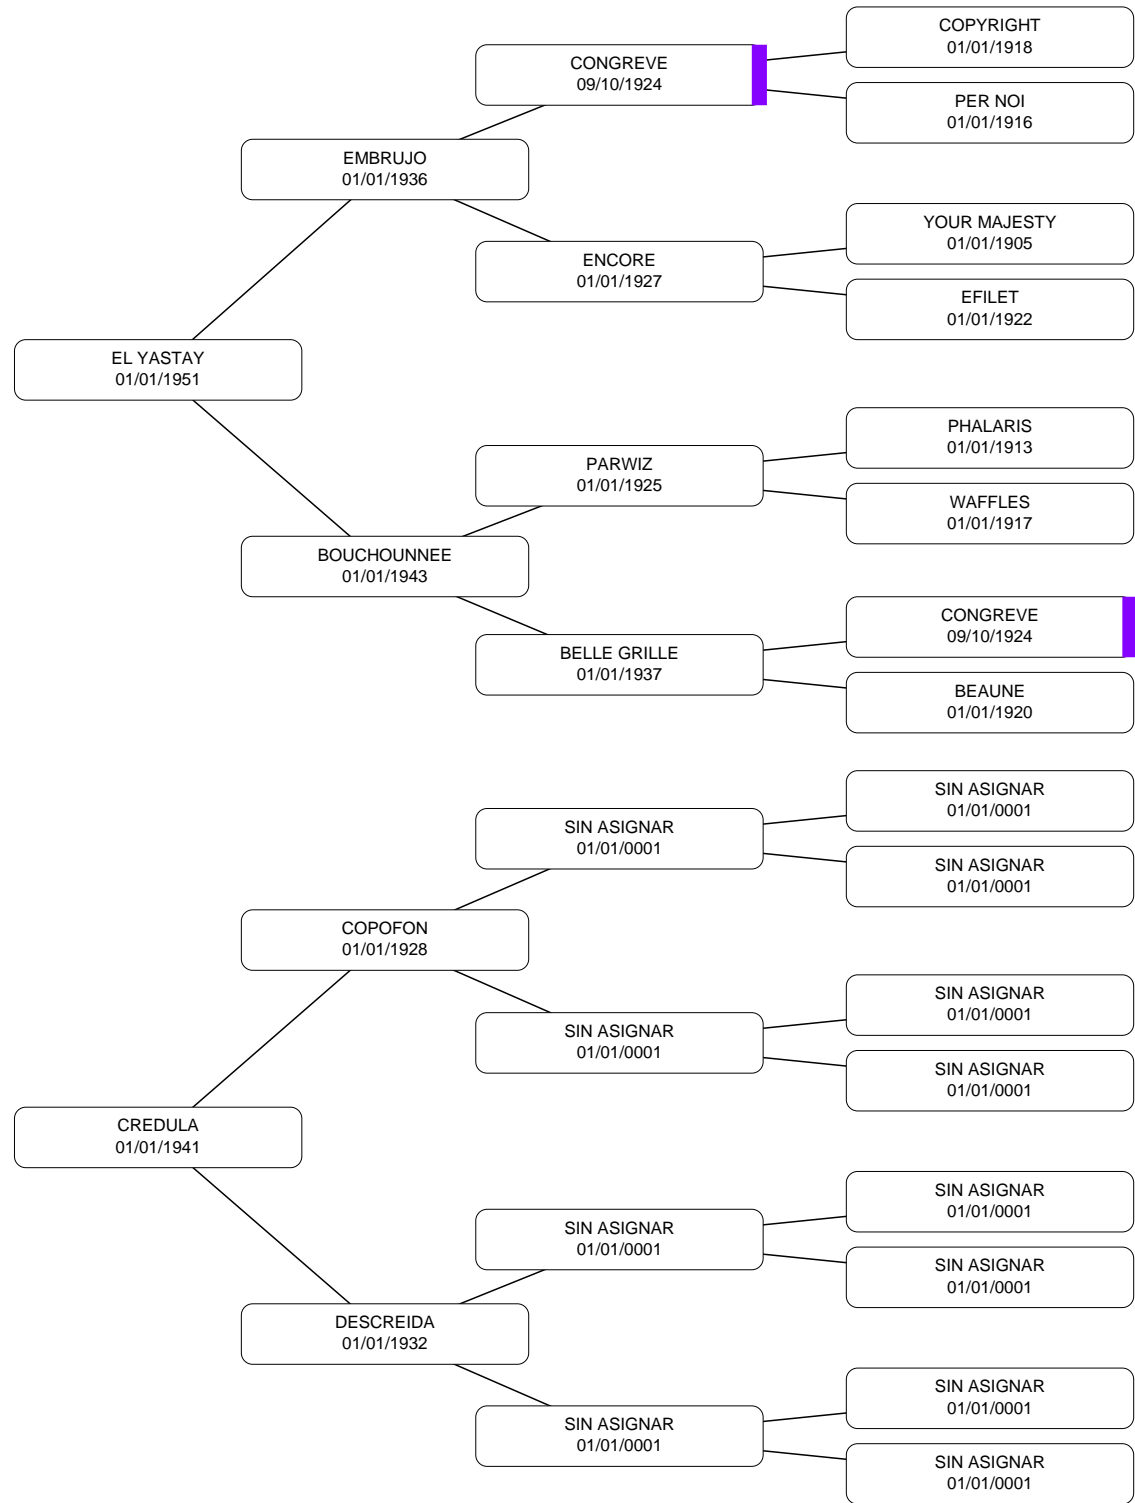 COPYRIGHT
01/01/1918
CONGREVE
09/10/1924
PER NOI
01/01/1916
EMBRUJO
01/01/1936
YOUR MAJESTY
01/01/1905
ENCORE
01/01/1927
EFILET
01/01/1922
EL YASTAY
01/01/1951
PHALARIS
01/01/1913
PARWIZ
01/01/1925
WAFFLES
01/01/1917
BOUCHOUNNEE
01/01/1943
CONGREVE
09/10/1924
BELLE GRILLE
01/01/1937
BEAUNE
01/01/1920
SIN ASIGNAR
01/01/0001
SIN ASIGNAR
01/01/0001
SIN ASIGNAR
01/01/0001
COPOFON
01/01/1928
SIN ASIGNAR
01/01/0001
SIN ASIGNAR
01/01/0001
SIN ASIGNAR
01/01/0001
CREDULA
01/01/1941
SIN ASIGNAR
01/01/0001
SIN ASIGNAR
01/01/0001
SIN ASIGNAR
01/01/0001
DESCREIDA
01/01/1932
SIN ASIGNAR
01/01/0001
SIN ASIGNAR
01/01/0001
SIN ASIGNAR
01/01/0001